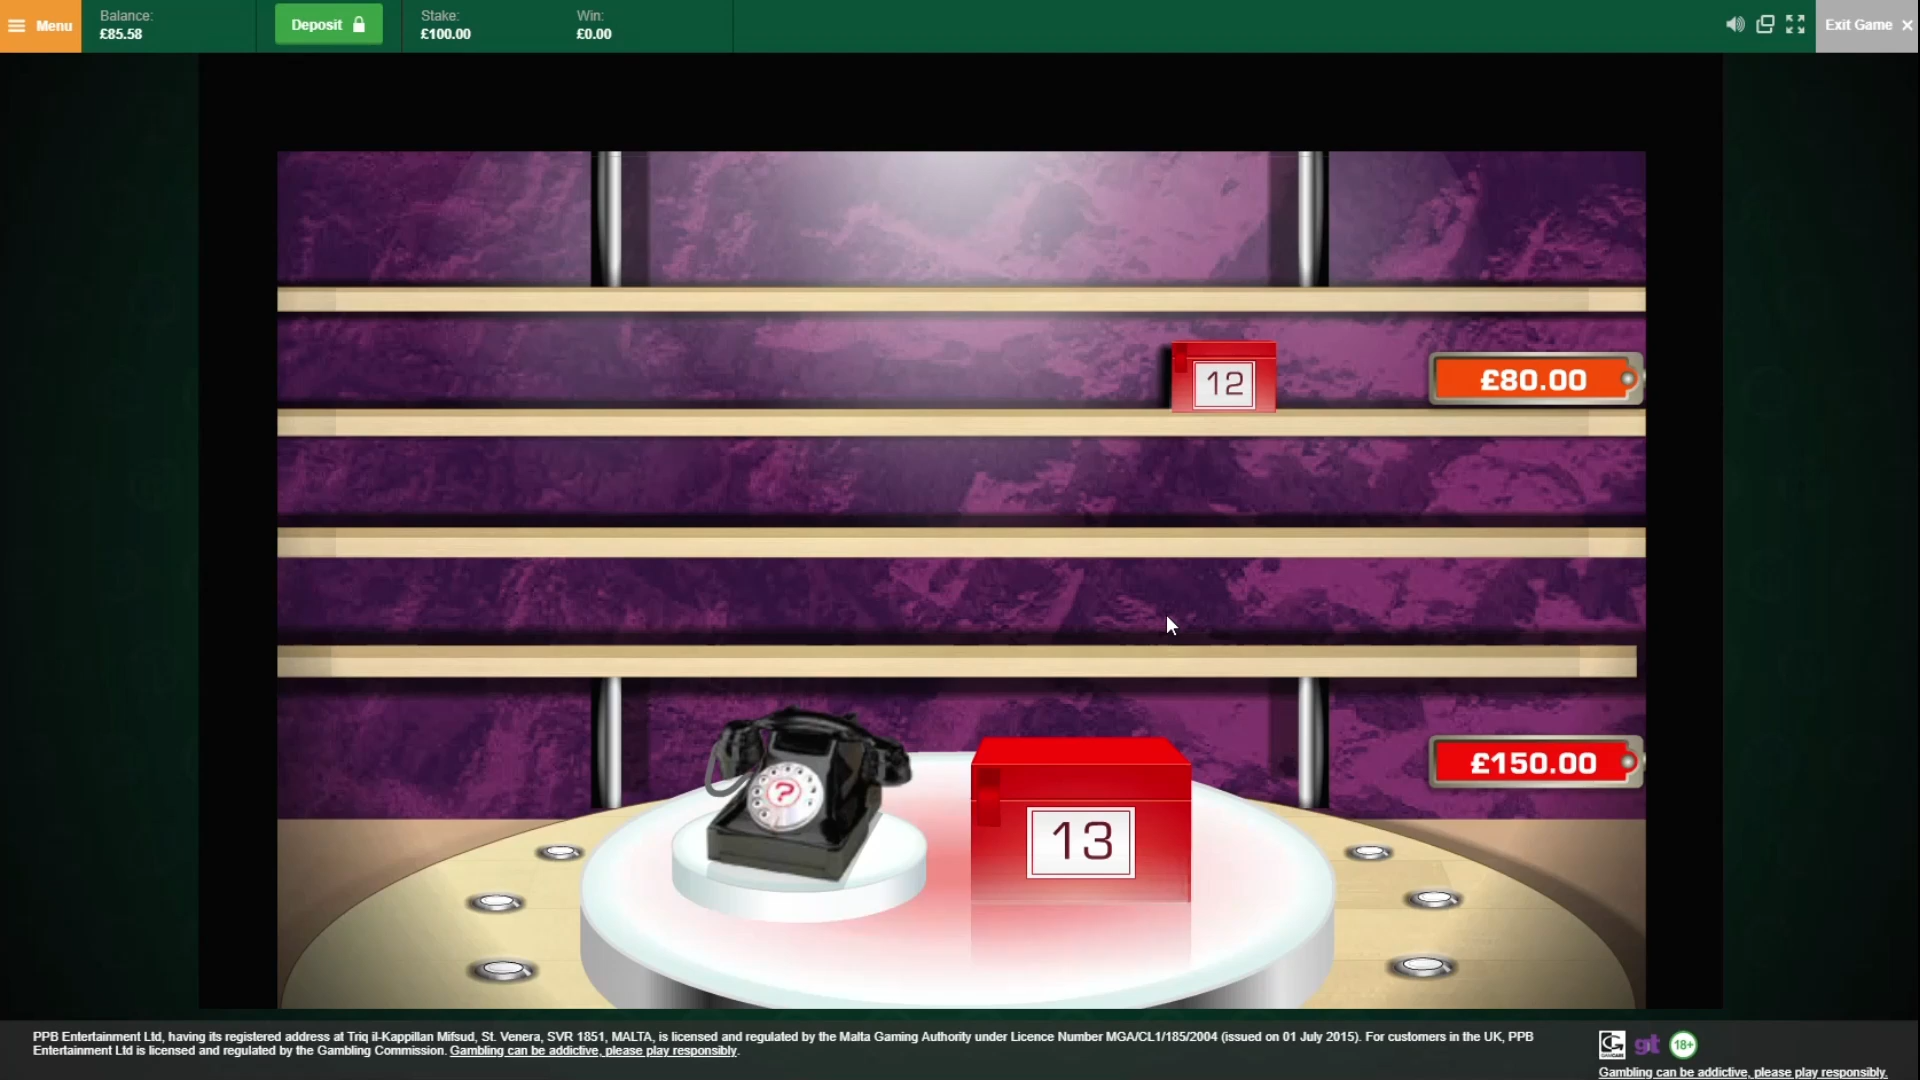 Menu
Balance:
£85.58
Deposit
Stake:
£100.00
Win:
£0.00
Exit Game
12
£80.00
?
13
£150.00
PPB Entertainment Ltd, having its registered address at Triq il-Kappillan Mifsud, St. Venera, SVR 1851, MALTA, is licensed and regulated by the Malta Gaming Authority under Licence Number MGA/CL1/185/2004 (issued on 01 July 2015). For customers in the UK, PPB
Entertainment Ltd is licensed and regulated by the Gambling Commission. Gambling can be addictive, please play responsibly.
gt
18+
Gambling can be addictive, please play responsibly.